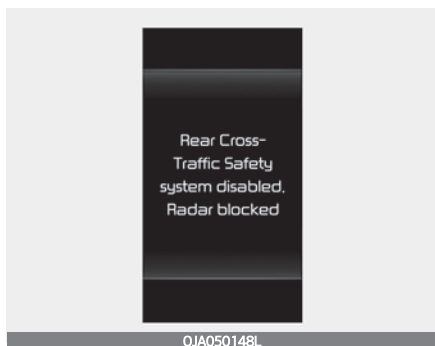 Rear Cross-
Traffic Safety
system disabled,
Radar blocked
OJA050148L